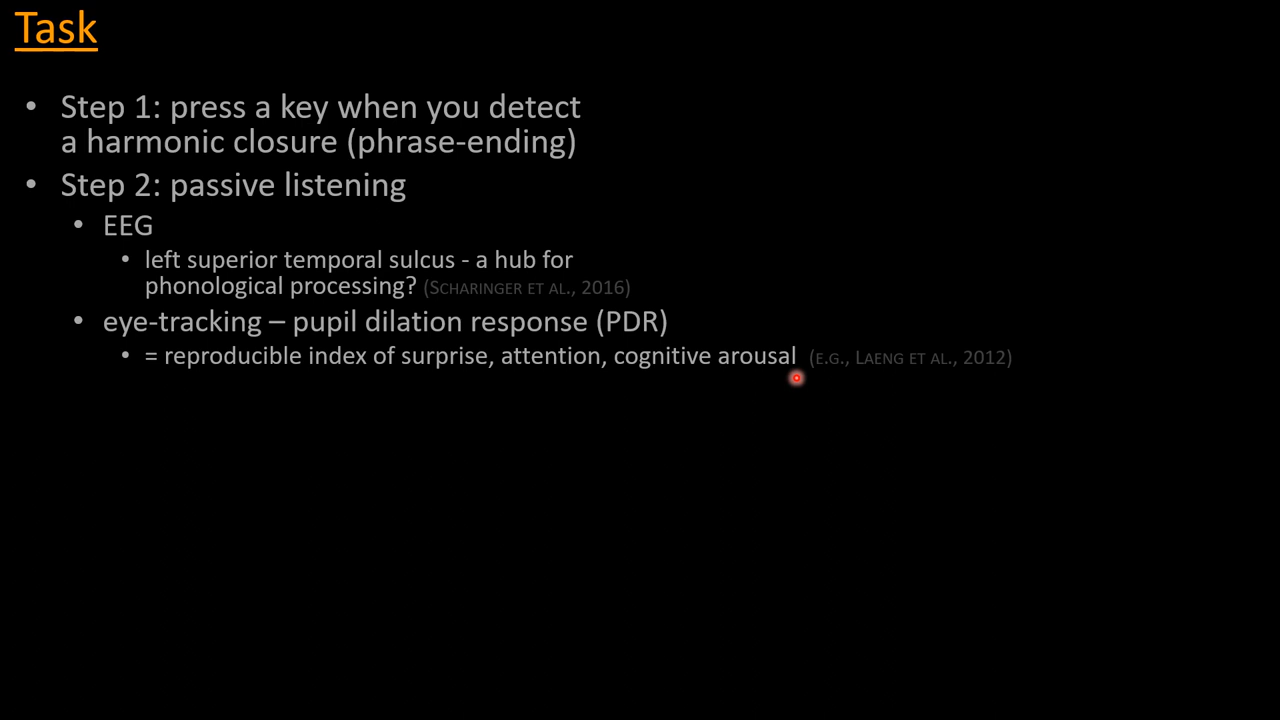 Task
• Step 1: press a key when you detect
a harmonic closure (phrase-ending)
• Step 2: passive listening
• EEG
• left superior temporal sulcus - a hub for
phonological processing? (SCHARINGER ET AL., 2016)
• eye-tracking – pupil dilation response (PDR)
• = reproducible index of surprise, attention, cognitive arousal (E.G., LAENG ET AL., 2012)